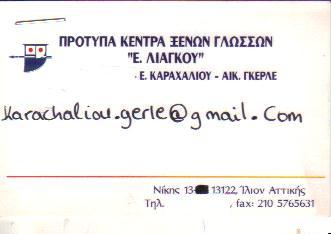 ΠΡΟΤΥΠΑ ΚΕΝΤΡΑ ΞΕΝΩΝ ΓΛΩΣΣΩΝ
"Ε. ΛΙΑΓΚΟΥ"
Ε. ΚΑΡΑΧΑΛΙΟΥ - ΑΙΚ. ΓΚΕΡΛΕ
karachaliou.gerle@gmail.com
Νίκης 13 13122, Ίλιον Αττικής
Τηλ. , fax: 210 5765631